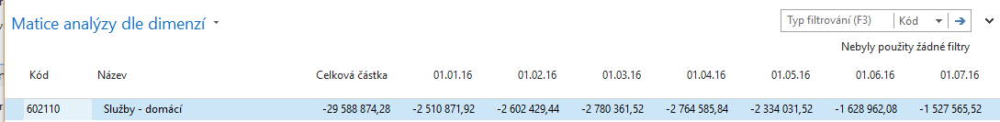 Matice analýzy dle dimenzí
Typ filtrování (F3) Kód
Nebyly použity žádné filtry
Kód Název Celková částka 01.01.16 01.02.16 01.03.16 01.04.16 01.05.16 01.06.16 01.07.16
602110 Služby - domácí -29 588 874,28 -2 510 871,92 -2 602 429,44 -2 780 361,52 -2 764 585,84 -2 334 031,52 -1 628 962,08 -1 527 565,52